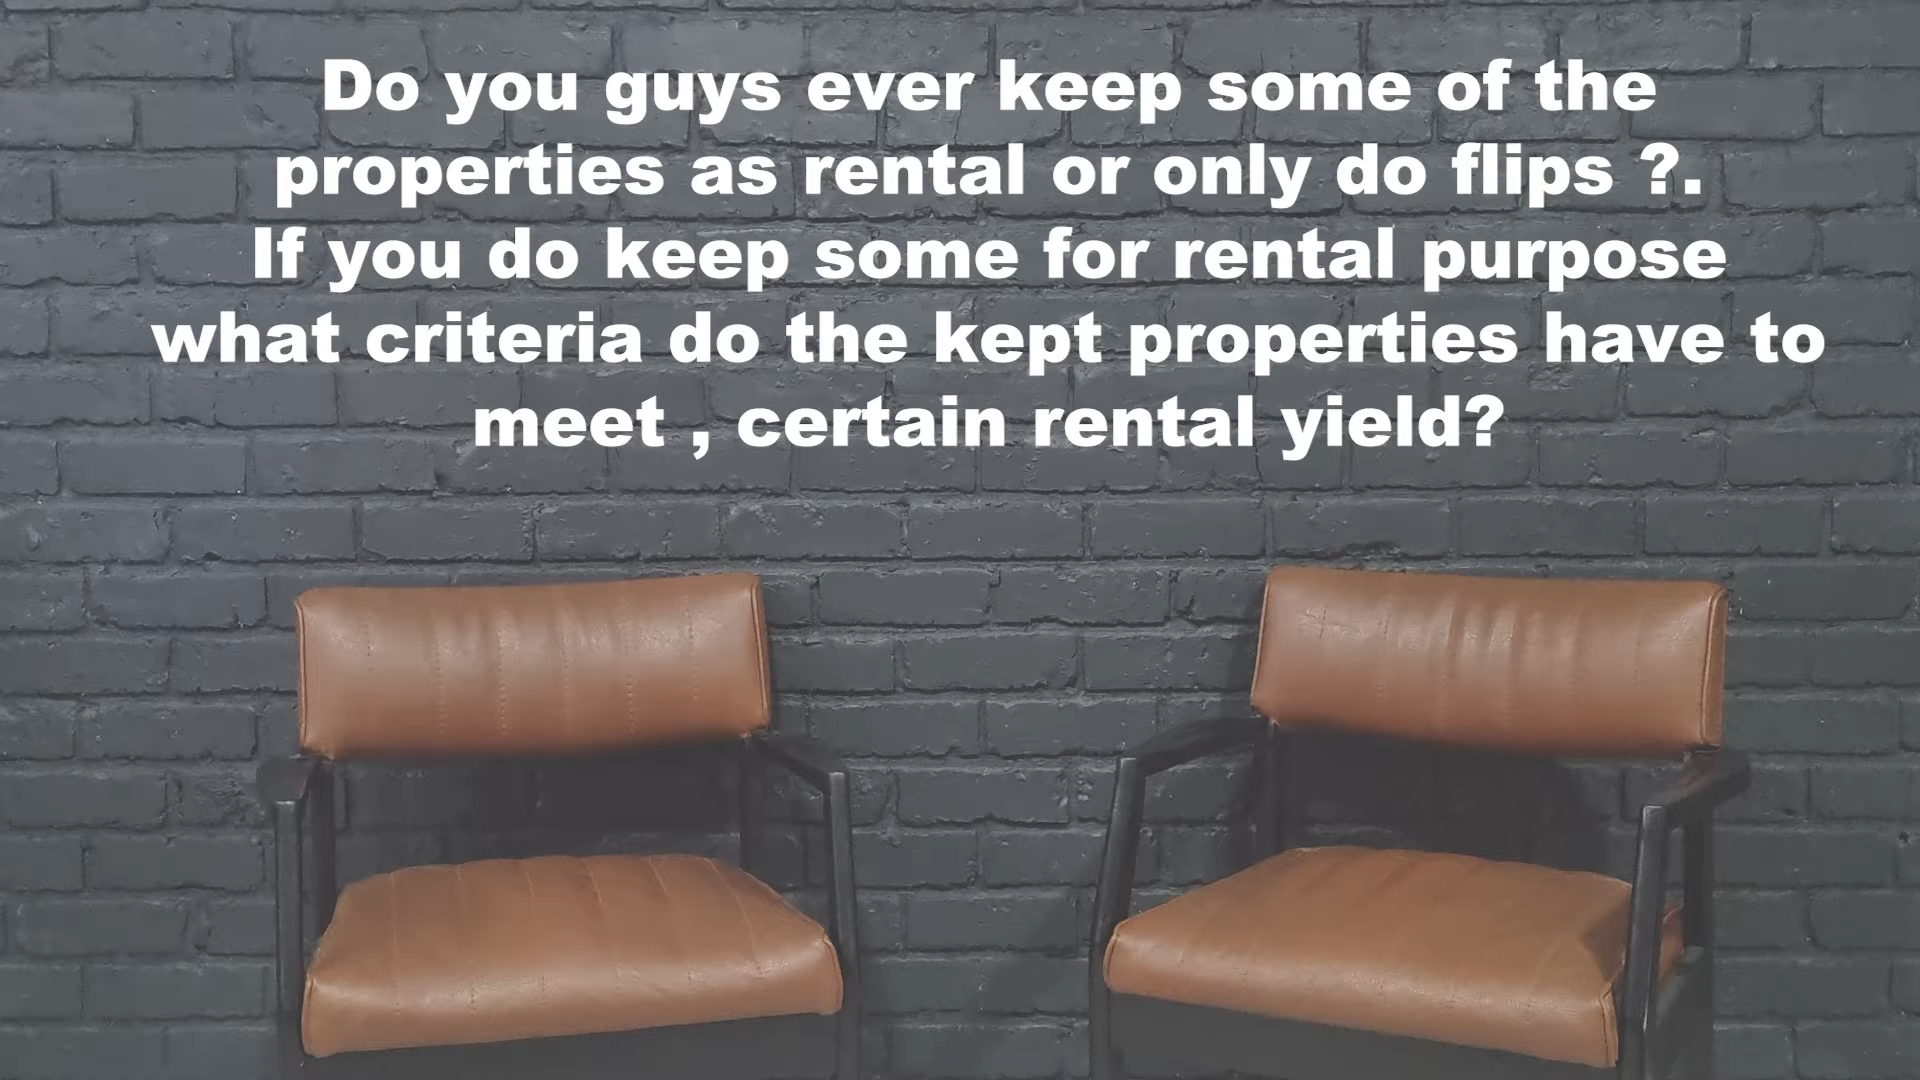 Do you guys ever keep some of the
properties as rental or only do flips ?.
If you do keep some for rental purpose
what criteria do the kept properties have to
meet , certain rental yield?